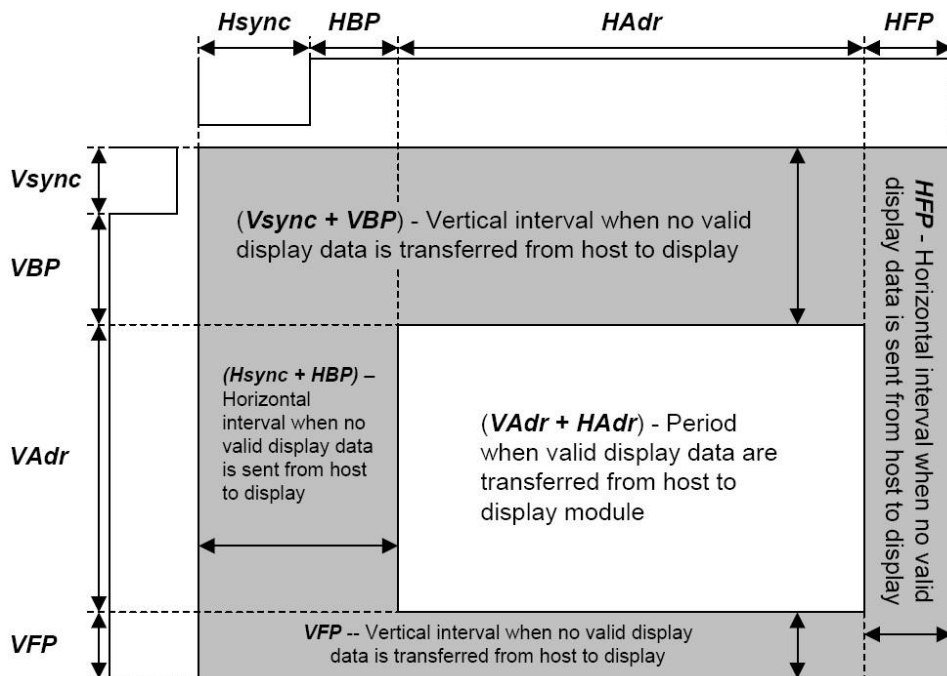 Hsync HBP HAdr HFP
Vsync
VBP
VAdr
VFP
(Vsync + VBP) - Vertical interval when no valid
display data is transferred from host to display
(Hsync + HBP) –
Horizontal
interval when no
valid display data
is sent from host
to display
(VAdr + HAdr) - Period
when valid display data are
transferred from host to
display module
VFP -- Vertical interval when no valid display
data is transferred from host to display
HFP - Horizontal interval when no valid
display data is sent from host to display